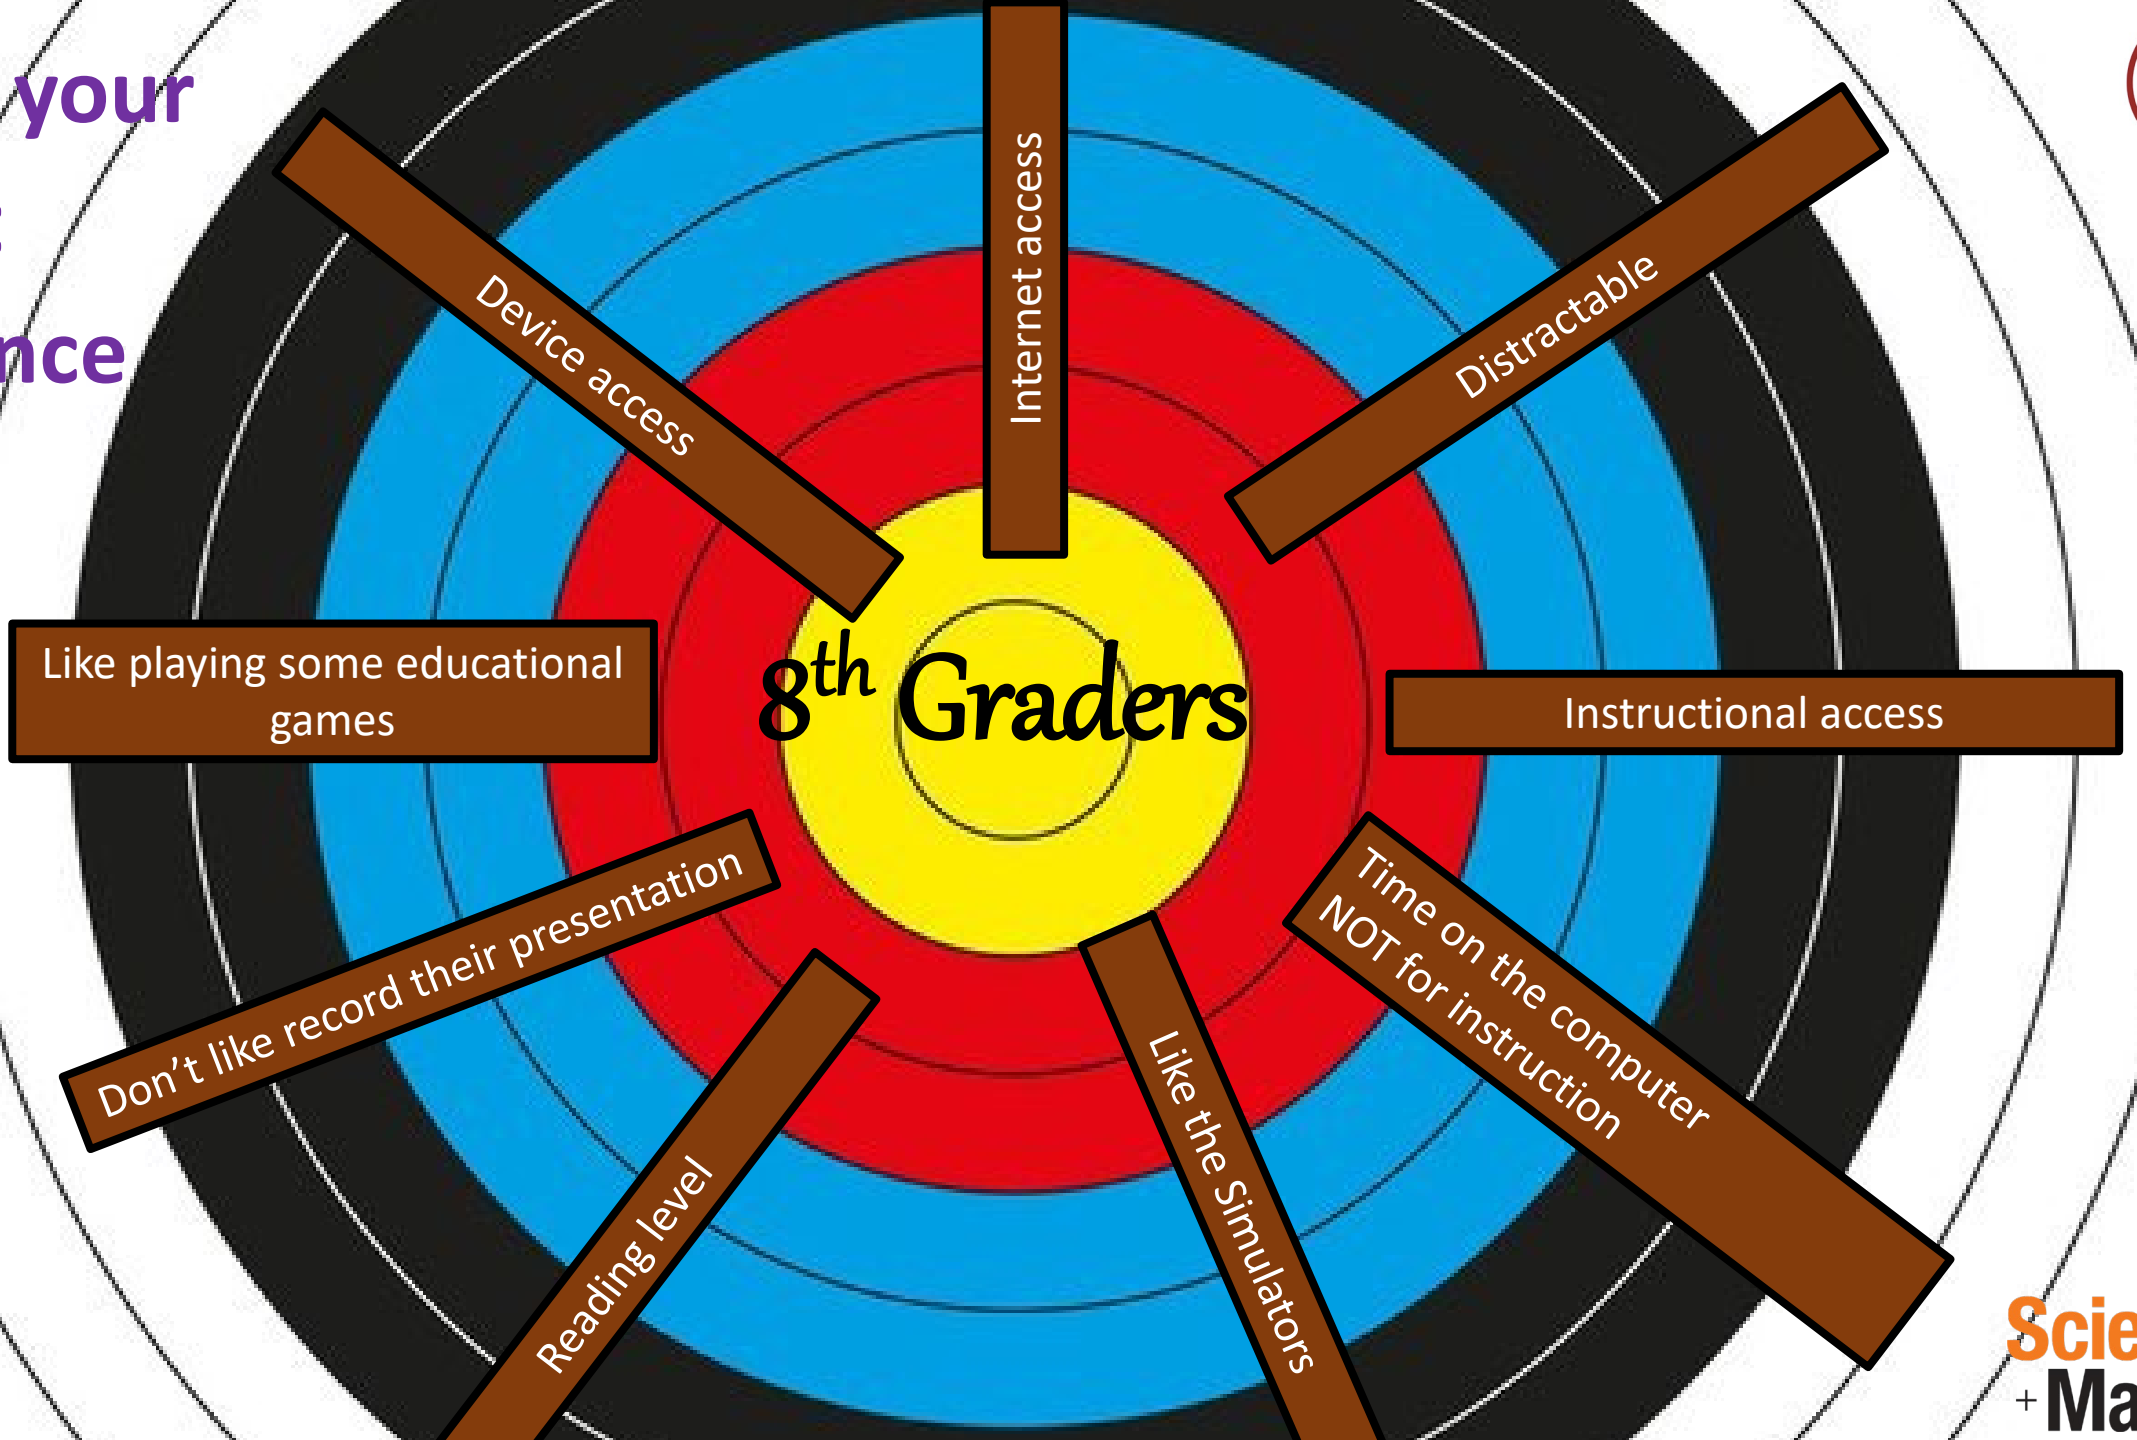 your
nce
Internet access
Device access
Distractable
Like playing some educational
games
8th Graders
Instructional access
Don't like record their presentation
Time on the computer
NOT for instruction
Reading level
Like the Simulators
Scie
+Ma